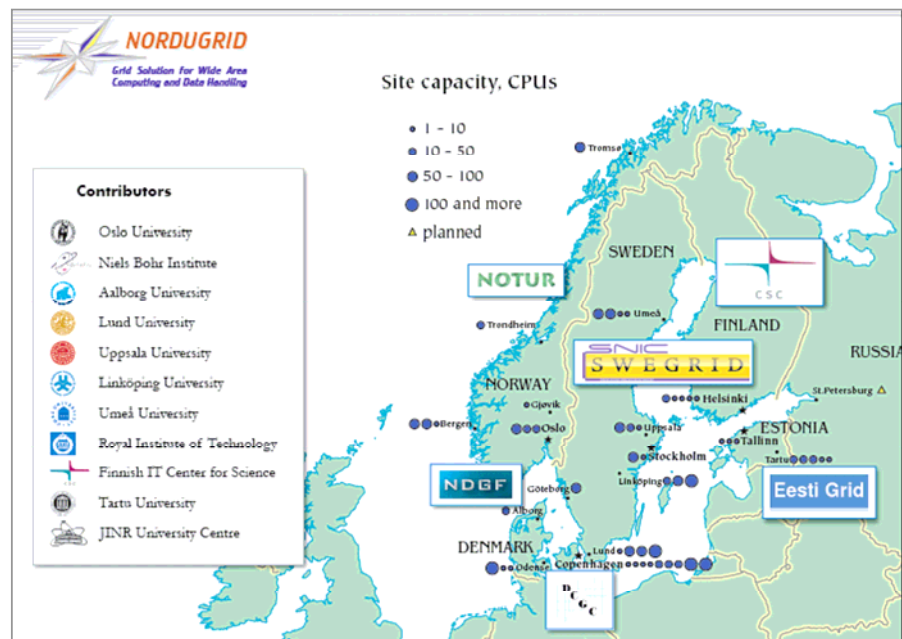 NORDUGRID
Grid Solution for Wide Area
Computing and Data Handling
Site capacity, CPUs
1 - 10
10 - 50
50 - 100
100 and more
planned
Contributors
Oslo University
Niels Bohr Institute
Aalborg University
Lund University
Uppsala University
Linköping University
Umeå University
Royal Institute of Technology
Finnish IT Center for Science
Tartu University
JINR University Centre
Tromsø
SWEDEN
NOTUR
CSC
Umeå
FINLAND
Trondheim
SNIC
SWEGRID
RUSSIA
NORWAY
St.Petersburg
Helsinki
Gjøvik
Bergen
Oslo
Uppsala
ESTONIA
Tallinn
Stockholm
Tartu
NDGF
Linköping
Göteborg
Eesti Grid
Alborg
DENMARK
Lund
Copenhagen
Odense
DCGC